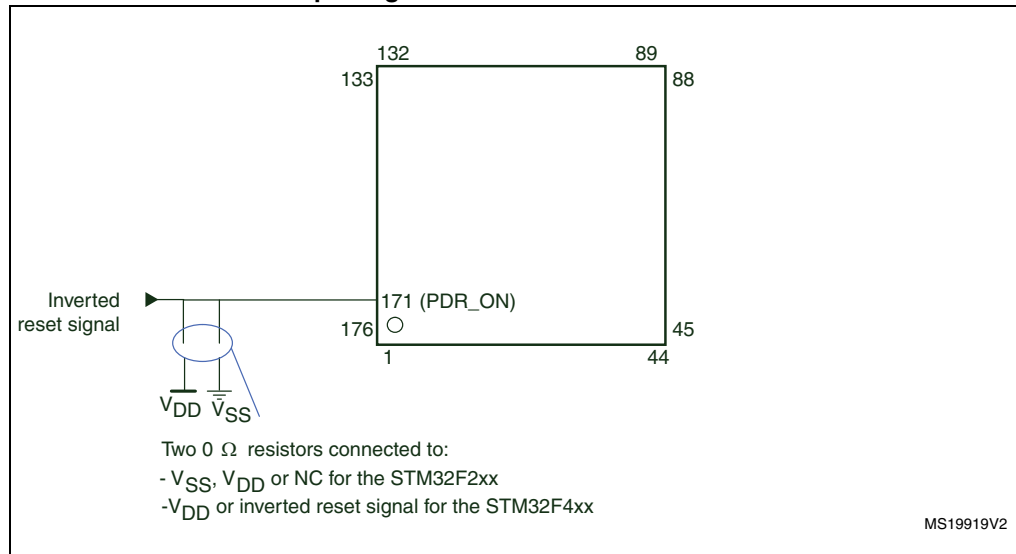 132 89
133 88
Inverted
reset signal
171 (PDR_ON)
176 45
1 44
VDD VSS
Two 0 Ω resistors connected to:
- VSS, VDD or NC for the STM32F2xx
-VDD or inverted reset signal for the STM32F4xx
MS19919V2